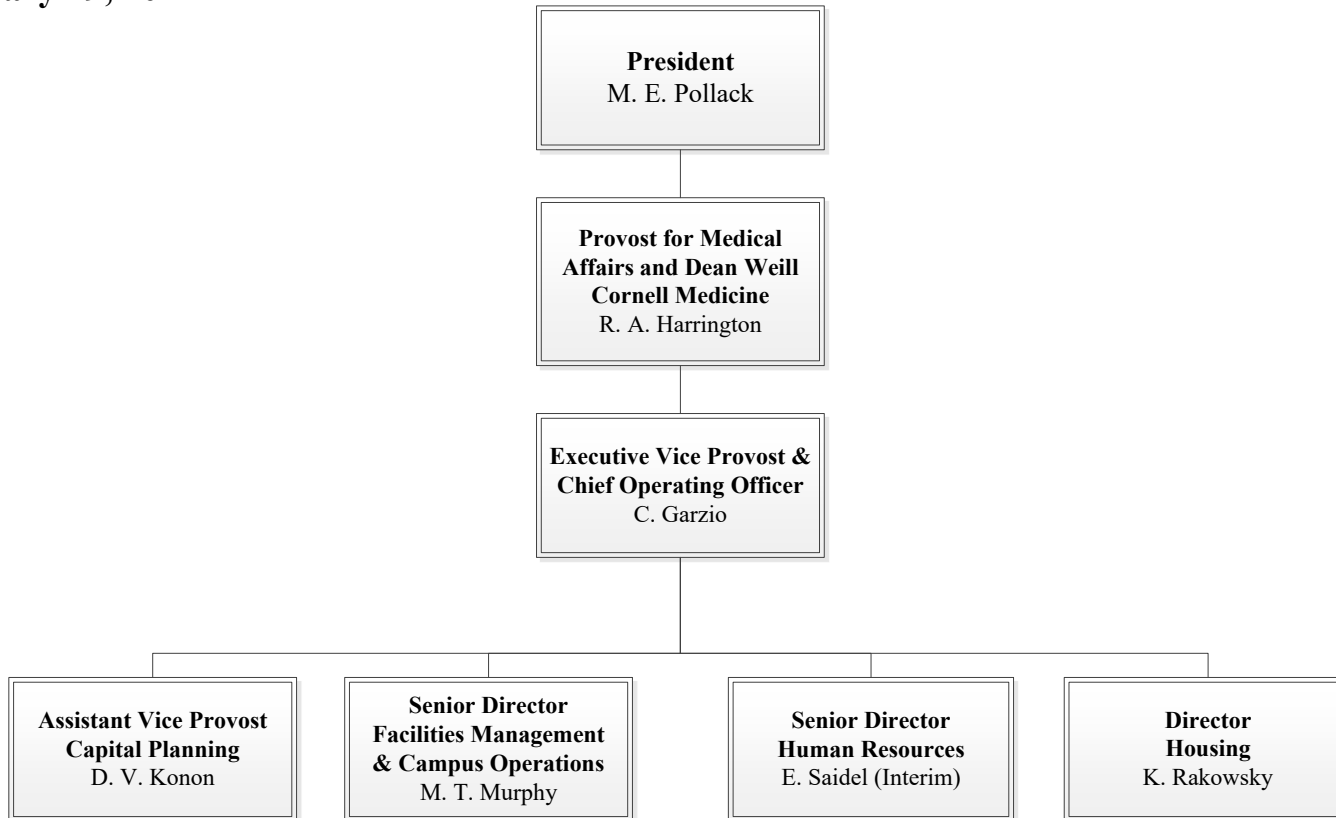 President
M. E. Pollack
Provost for Medical
Affairs and Dean Weill
Cornell Medicine
R. A. Harrington
Executive Vice Provost &
Chief Operating Officer
C. Garzio
Assistant Vice Provost
Capital Planning
D. V. Konon
Senior Director
Facilities Management
& Campus Operations
M. T. Murphy
Senior Director
Human Resources
E. Saidel (Interim)
Director
Housing
K. Rakowsky